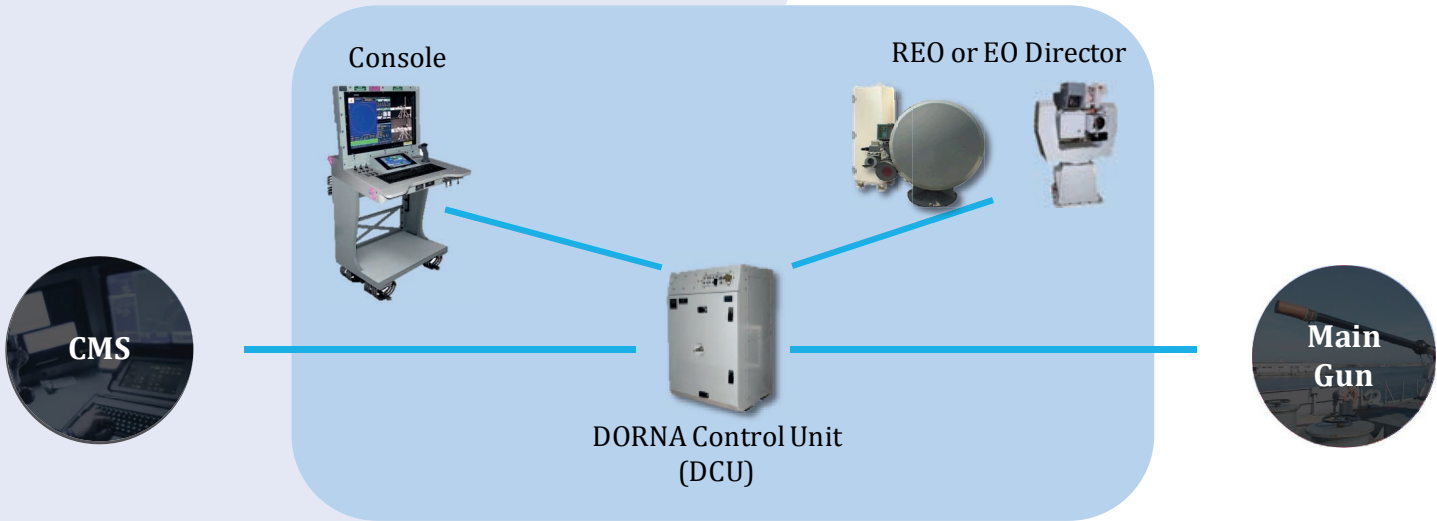 Console
REO or EO Director
CMS
Main
Gun
DORNA Control Unit
(DCU)